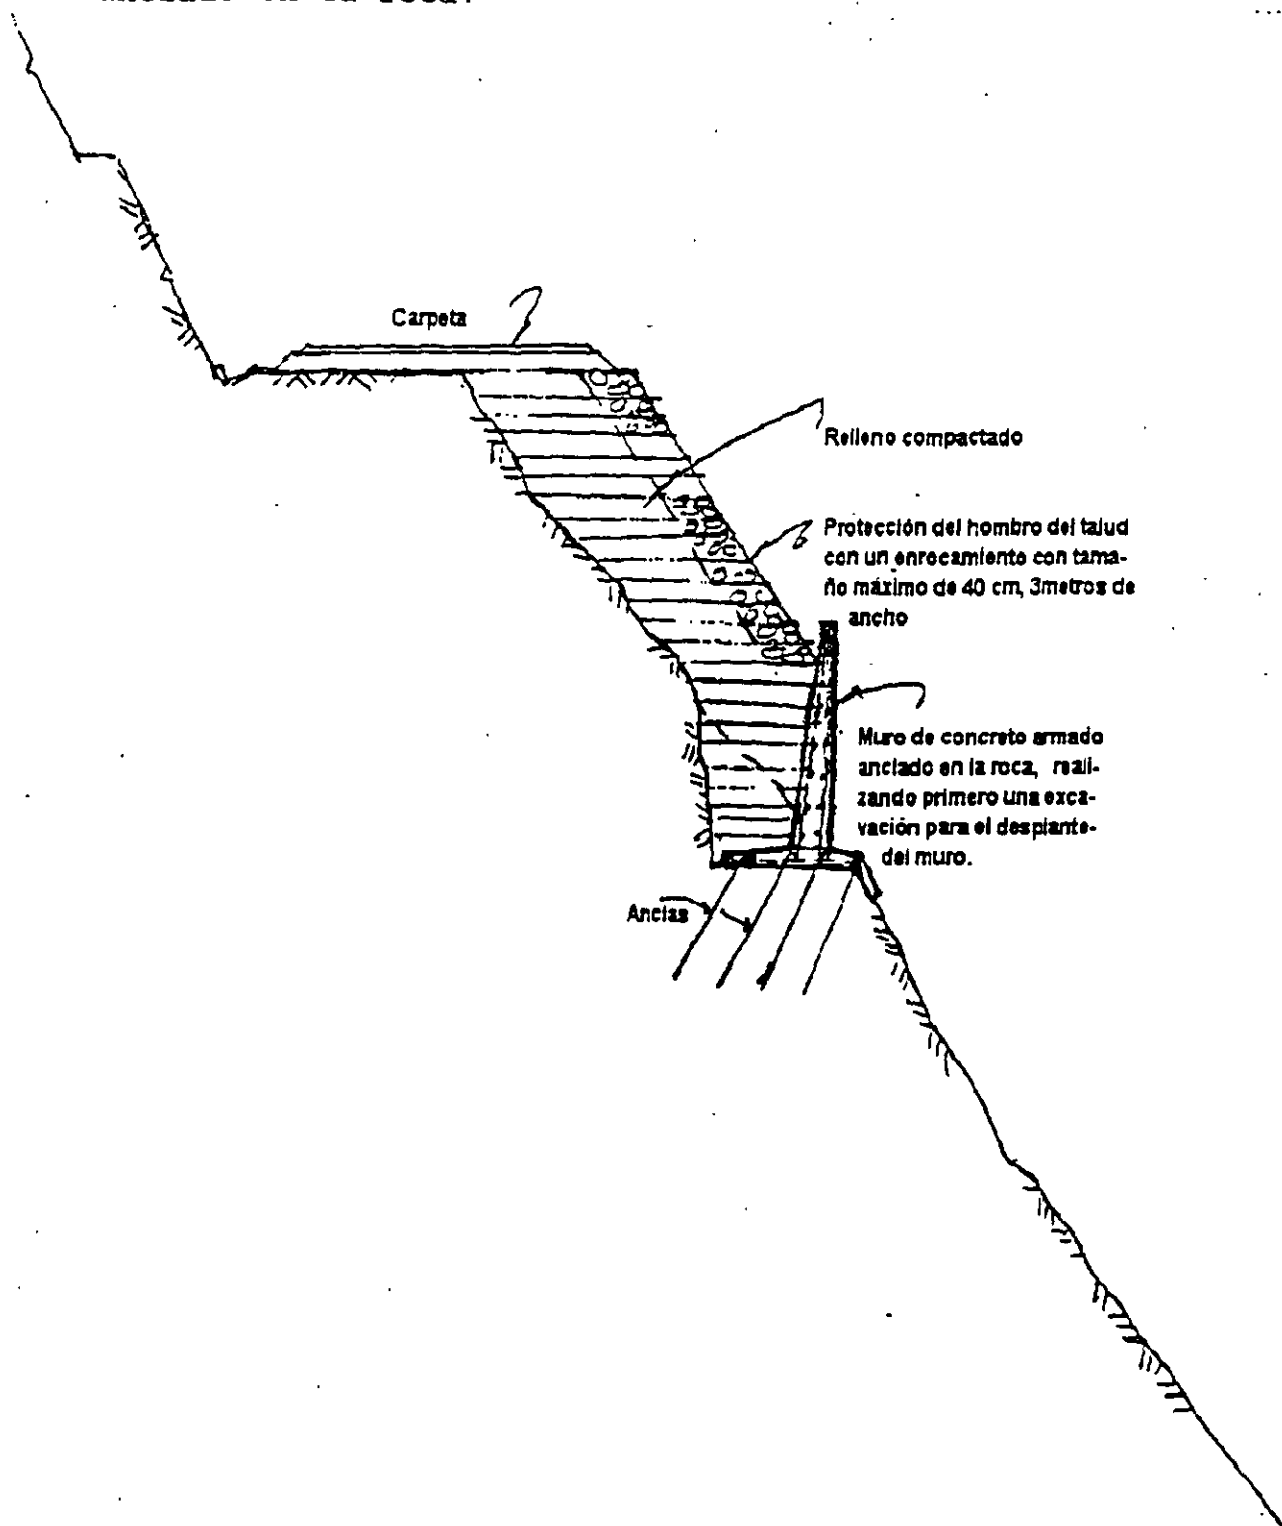 Carpeta
Relleno compactado
Protección del hombro del talud
con un enrocamiento con tama-
ño máximo de 40 cm, 3metros de
ancho
Muro de concreto armado
anclado en la roca, reali-
zando primero una exca-
vación para el desplante-
del muro.
Anclas